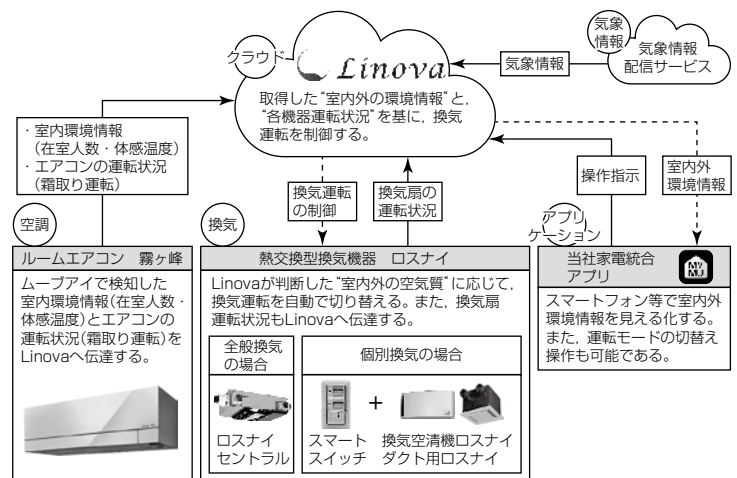 クラウド
Linova
取得した“室内外の環境情報”と,
“各機器運転状況”を基に, 換気
運転を制御する。
気象情報
気象
情報
気象情報
配信サービス
・室内環境情報
（在室人数・体感温度）
・エアコンの運転状況
（霜取り運転）
換気運転
の制御
換気扇の
運転状況
操作指示
室内外
環境情報
空調
ルームエアコン　霧ヶ峰
ムーブアイで検知した
室内環境情報（在室人数・
体感温度）とエアコンの
運転状況（霜取り運転）を
Linovaへ伝達する。
換気
熱交換型換気機器　ロスナイ
Linovaが判断した“室内外の空気質”に応じて,
換気運転を自動で切り替える。また, 換気扇
運転状況もLinovaへ伝達する。
全般換気
の場合
ロスナイ
セントラル
個別換気の場合
+
スマート
スイッチ
換気空清機ロスナイ
ダクト用ロスナイ
アプリ
ケーション
当社家電統合
アプリ
MY
MU
スマートフォン等で室内外
環境情報を見える化する。
また, 運転モードの切替え
操作も可能である。